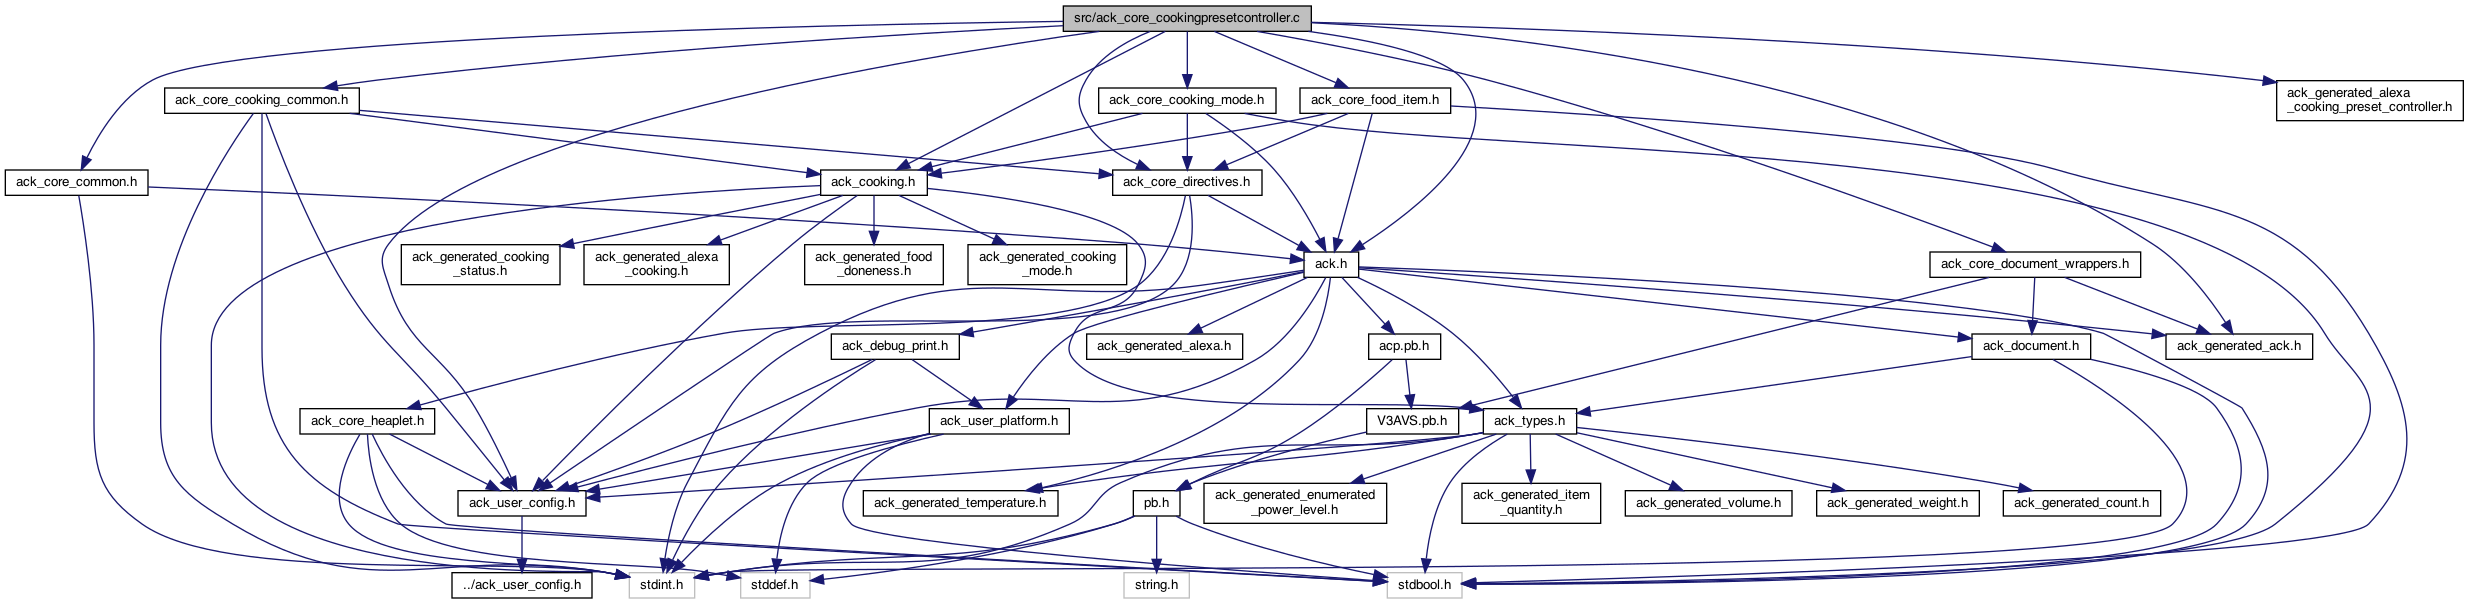 src/ack_core_cookingpresetcontroller.c
ack_core_cooking_common.h
ack_core_cooking_mode.h
ack_core_food_item.h
ack_generated_alexa
_cooking_preset_controller.h
ack_core_common.h
ack_cooking.h
ack_core_directives.h
ack_generated_cooking
_status.h
ack_generated_alexa
_cooking.h
ack_generated_food
_doneness.h
ack_generated_cooking
_mode.h
ack.h
ack_core_document_wrappers.h
ack_debug_print.h
ack_generated_alexa.h
acp.pb.h
ack_document.h
ack_generated_ack.h
ack_core_heaplet.h
ack_user_platform.h
V3AVS.pb.h
ack_types.h
ack_user_config.h
ack_generated_temperature.h
pb.h
ack_generated_enumerated
_power_level.h
ack_generated_item
_quantity.h
ack_generated_volume.h
ack_generated_weight.h
ack_generated_count.h
../ack_user_config.h
stdint.h
stddef.h
string.h
stdbool.h